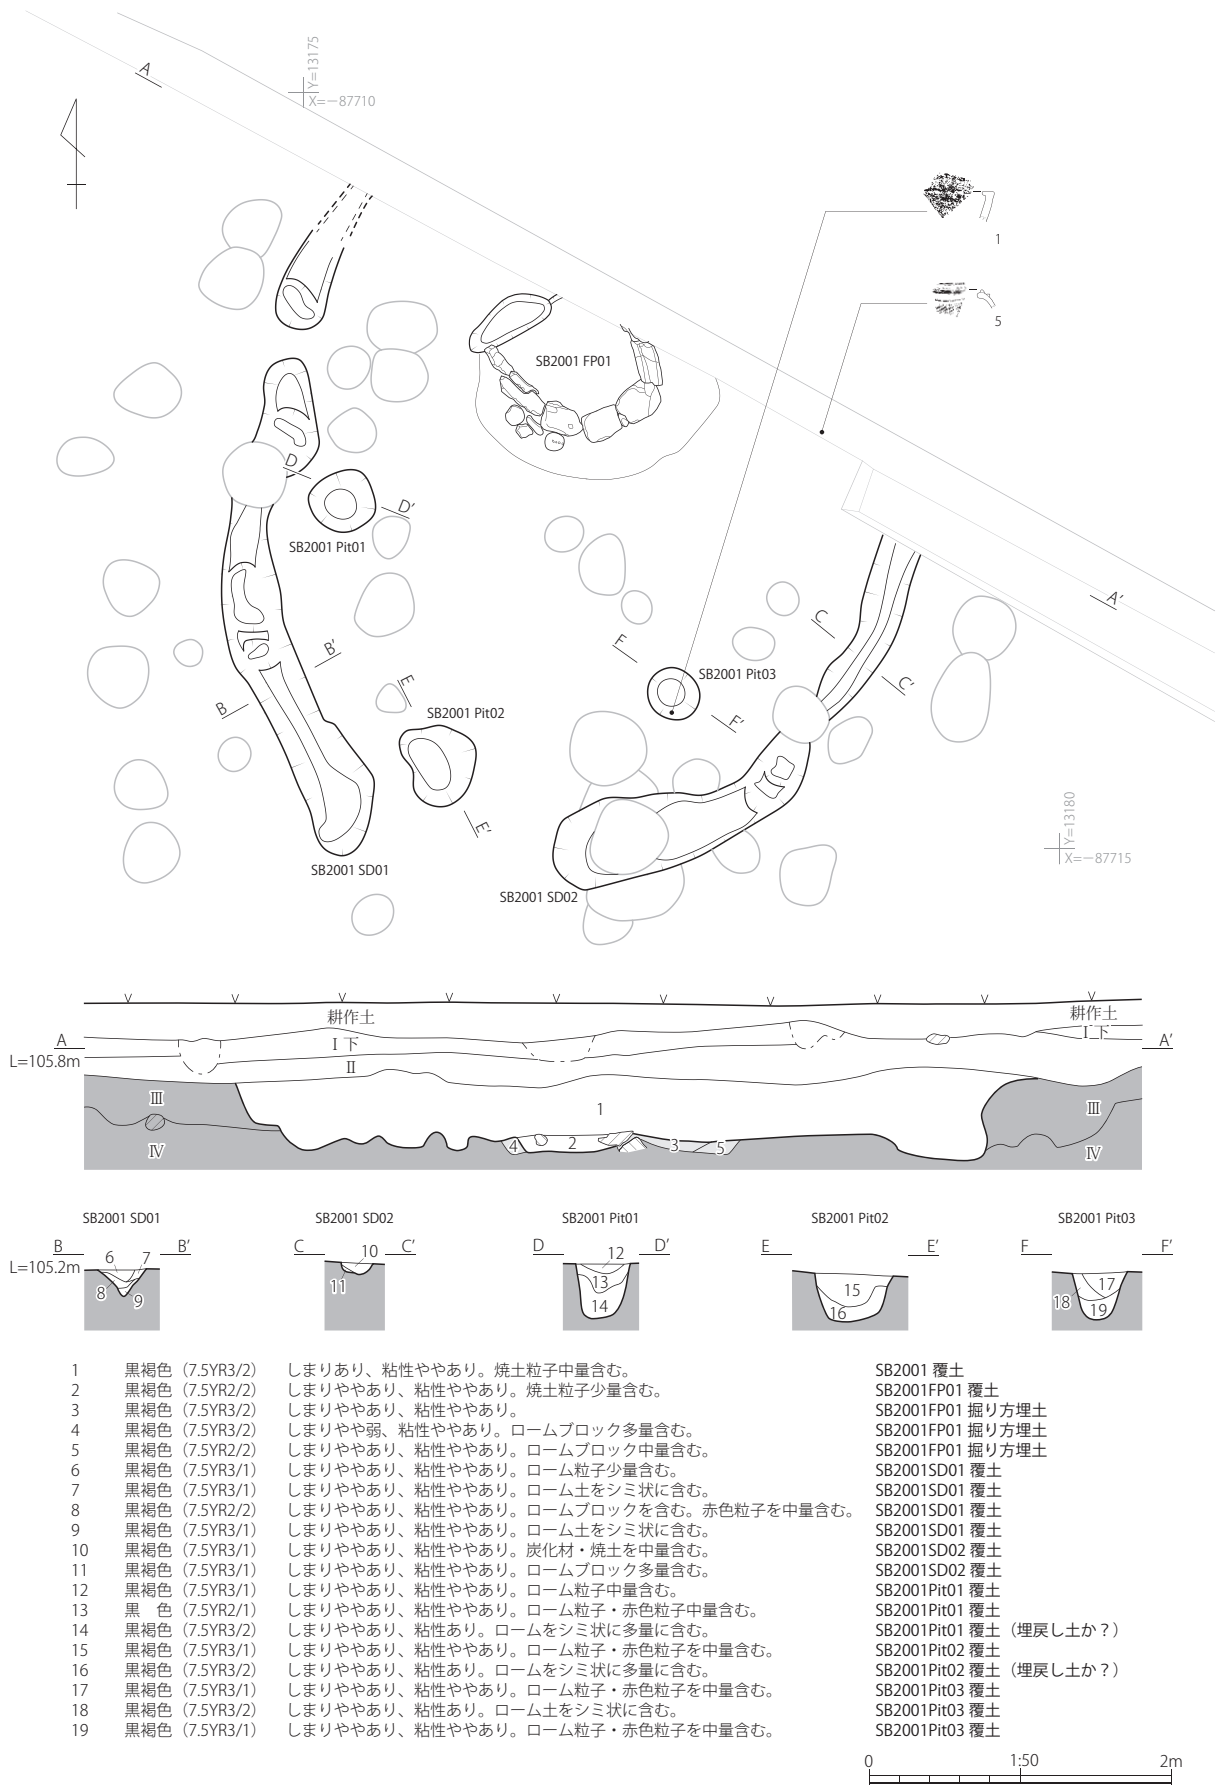 A
Y=13175
X=－87710
1
5
SB2001 FP01
D
D′
SB2001 Pit01
A′
C
F
B′
SB2001 Pit03
E
C′
B
SB2001 Pit02
F′
Y=13180
E′
X=－87715
SB2001 SD01
SB2001 SD02
耕作土
耕作土
A
Ⅰ下
Ⅰ下
A′
L=105.8m
Ⅱ
Ⅲ
1
Ⅲ
Ⅳ
4
2
3
5
Ⅳ
SB2001 SD01
SB2001 SD02
SB2001 Pit01
SB2001 Pit02
SB2001 Pit03
B
B′
C
C′
D
D′
E
E′
F
F′
L=105.2m
6
7
8
9
10
11
12
13
14
15
16
17
18
19
1 黒褐色（7.5YR3/2） しまりあり、粘性ややあり。焼土粒子中量含む。 SB2001 覆土
2 黒褐色（7.5YR2/2） しまりややあり、粘性ややあり。焼土粒子少量含む。 SB2001FP01 覆土
3 黒褐色（7.5YR3/2） しまりややあり、粘性ややあり。 SB2001FP01 掘り方埋土
4 黒褐色（7.5YR3/2） しまりやや弱、粘性ややあり。ロームブロック多量含む。 SB2001FP01 掘り方埋土
5 黒褐色（7.5YR2/2） しまりややあり、粘性ややあり。ロームブロック中量含む。 SB2001FP01 掘り方埋土
6 黒褐色（7.5YR3/1） しまりややあり、粘性ややあり。ローム粒子少量含む。 SB2001SD01 覆土
7 黒褐色（7.5YR3/1） しまりややあり、粘性ややあり。ローム土をシミ状に含む。 SB2001SD01 覆土
8 黒褐色（7.5YR2/2） しまりややあり、粘性ややあり。ロームブロックを含む。赤色粒子を中量含む。 SB2001SD01 覆土
9 黒褐色（7.5YR3/1） しまりややあり、粘性ややあり。ローム土をシミ状に含む。 SB2001SD01 覆土
10 黒褐色（7.5YR3/1） しまりややあり、粘性ややあり。炭化材・焼土を中量含む。 SB2001SD02 覆土
11 黒褐色（7.5YR3/1） しまりややあり、粘性ややあり。ロームブロック多量含む。 SB2001SD02 覆土
12 黒褐色（7.5YR3/1） しまりややあり、粘性ややあり。ローム粒子中量含む。 SB2001Pit01 覆土
13 黒　色（7.5YR2/1） しまりややあり、粘性ややあり。ローム粒子・赤色粒子中量含む。 SB2001Pit01 覆土
14 黒褐色（7.5YR3/2） しまりややあり、粘性あり。ロームをシミ状に多量に含む。 SB2001Pit01 覆土（埋戻し土か？）
15 黒褐色（7.5YR3/1） しまりややあり、粘性ややあり。ローム粒子・赤色粒子を中量含む。 SB2001Pit02 覆土
16 黒褐色（7.5YR3/2） しまりややあり、粘性あり。ロームをシミ状に多量に含む。 SB2001Pit02 覆土（埋戻し土か？）
17 黒褐色（7.5YR3/1） しまりややあり、粘性ややあり。ローム粒子・赤色粒子を中量含む。 SB2001Pit03 覆土
18 黒褐色（7.5YR3/2） しまりややあり、粘性あり。ローム土をシミ状に含む。 SB2001Pit03 覆土
19 黒褐色（7.5YR3/1） しまりややあり、粘性ややあり。ローム粒子・赤色粒子を中量含む。 SB2001Pit03 覆土
0 1:50 2m